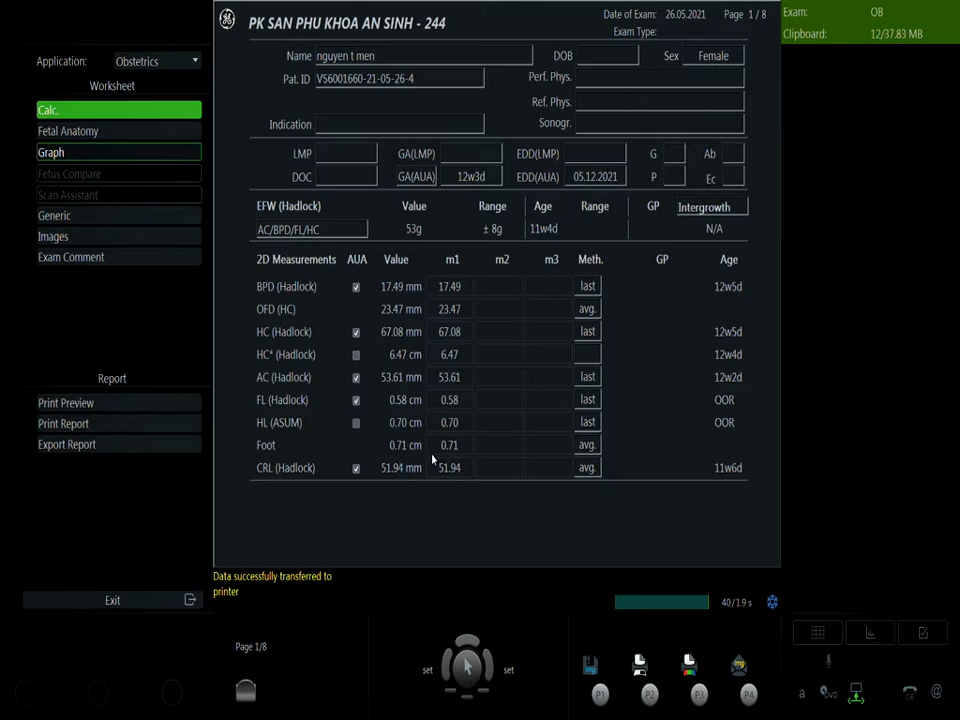 PK SAN PHU KHOA AN SINH - 244
Date of Exam: 26.05.2021 Page 1 / 8
Exam Type:
Exam: OB
Clipboard: 12/37.83 MB
Application: Obstetrics
Worksheet
Calc.
Fetal Anatomy
Graph
Fetus Compare
Scan Assistant
Generic
Images
Exam Comment
Report
Print Preview
Print Report
Export Report
Exit
Name nguyen t men DOB Sex Female
Pat. ID VS6001660-21-05-26-4 Perf. Phys.
Ref. Phys.
Indication Sonogr.
LMP GA(LMP) EDD(LMP) G Ab
DOC GA(AUA) 12w3d EDD(AUA) 05.12.2021 P Ec
EFW (Hadlock) Value Range Age Range GP Intergrowth
AC/BPD/FL/HC 53g ± 8g 11w4d N/A
2D Measurements AUA Value m1 m2 m3 Meth. GP Age
BPD (Hadlock) 17.49 mm 17.49 last 12w5d
OFD (HC) 23.47 mm 23.47 avg.
HC (Hadlock) 67.08 mm 67.08 last 12w5d
HC* (Hadlock) 6.47 cm 6.47 12w4d
AC (Hadlock) 53.61 mm 53.61 last 12w2d
FL (Hadlock) 0.58 cm 0.58 last OOR
HL (ASUM) 0.70 cm 0.70 last OOR
Foot 0.71 cm 0.71 avg.
CRL (Hadlock) 51.94 mm 51.94 avg. 11w6d
Data successfully transferred to
printer
40/1.9 s
Page 1/8
set set
P1 P2 P3 P4
a DVD @